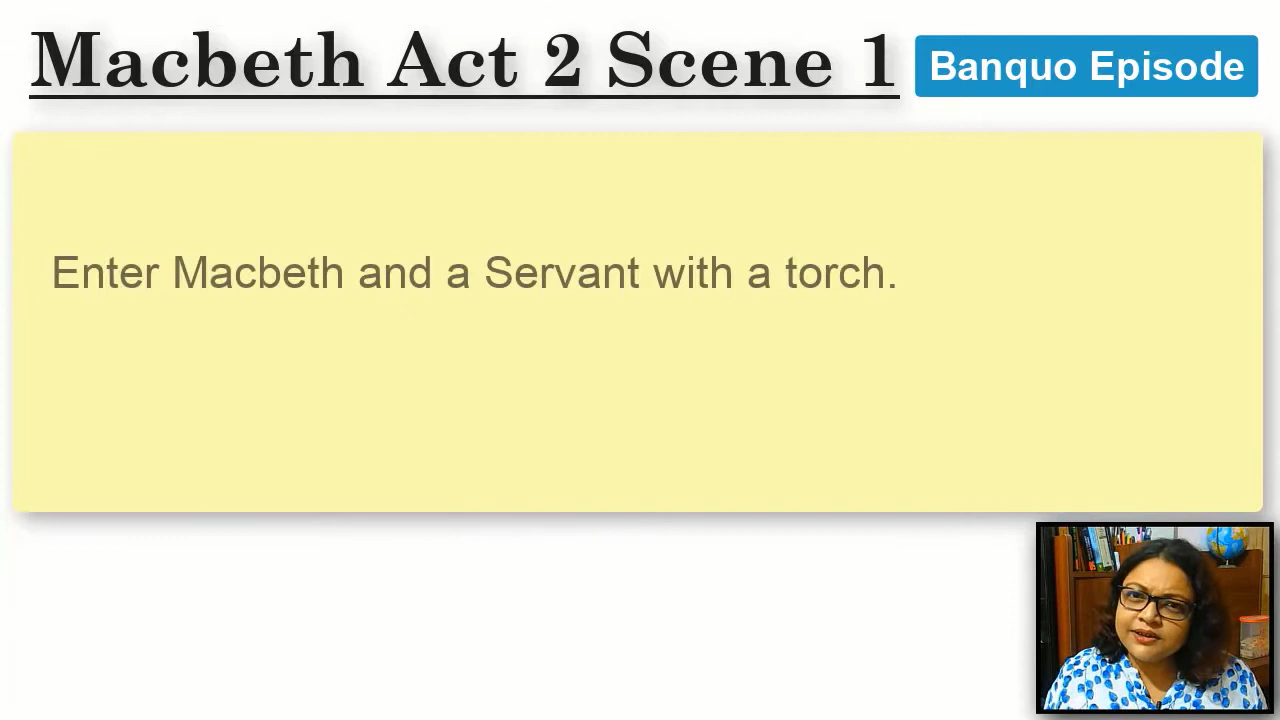 Macbeth Act 2 Scene 1
Banquo Episode
Enter Macbeth and a Servant with a torch.